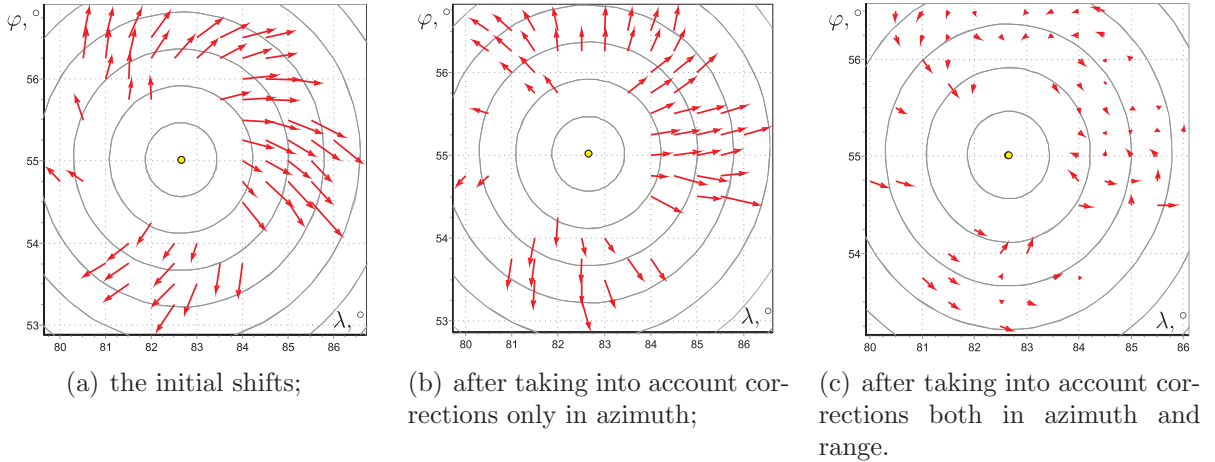 φ, °
56
55
54
53
80 81 82 83 84 85 86
λ, °
φ, °
56
55
54
53
80 81 82 83 84 85 86
λ, °
φ, °
56
55
54
80 81 82 83 84 85 86
λ, °
(a) the initial shifts;
(b) after taking into account cor-
rections only in azimuth;
(c) after taking into account cor-
rections both in azimuth and
range.